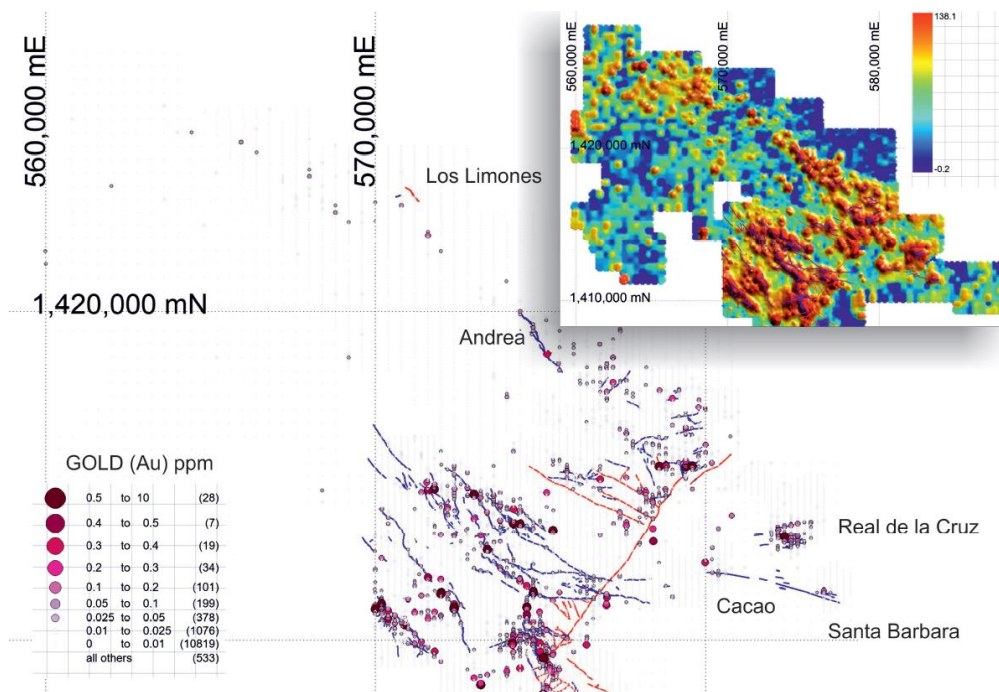 560,000 mE
570,000 mE
Los Limones
1,420,000 mN
Andrea
Real de la Cruz
Cacao
Santa Barbara
GOLD (Au) ppm
0.5 to 10 (28)
0.4 to 0.5 (7)
0.3 to 0.4 (19)
0.2 to 0.3 (34)
0.1 to 0.2 (101)
0.05 to 0.1 (199)
0.025 to 0.05 (378)
0.01 to 0.025 (1076)
0 to 0.01 (10819)
all others (533)
560,000 mE
570,000 mE
580,000 mE
138.1
-0.2
1,420,000 mN
1,410,000 mN